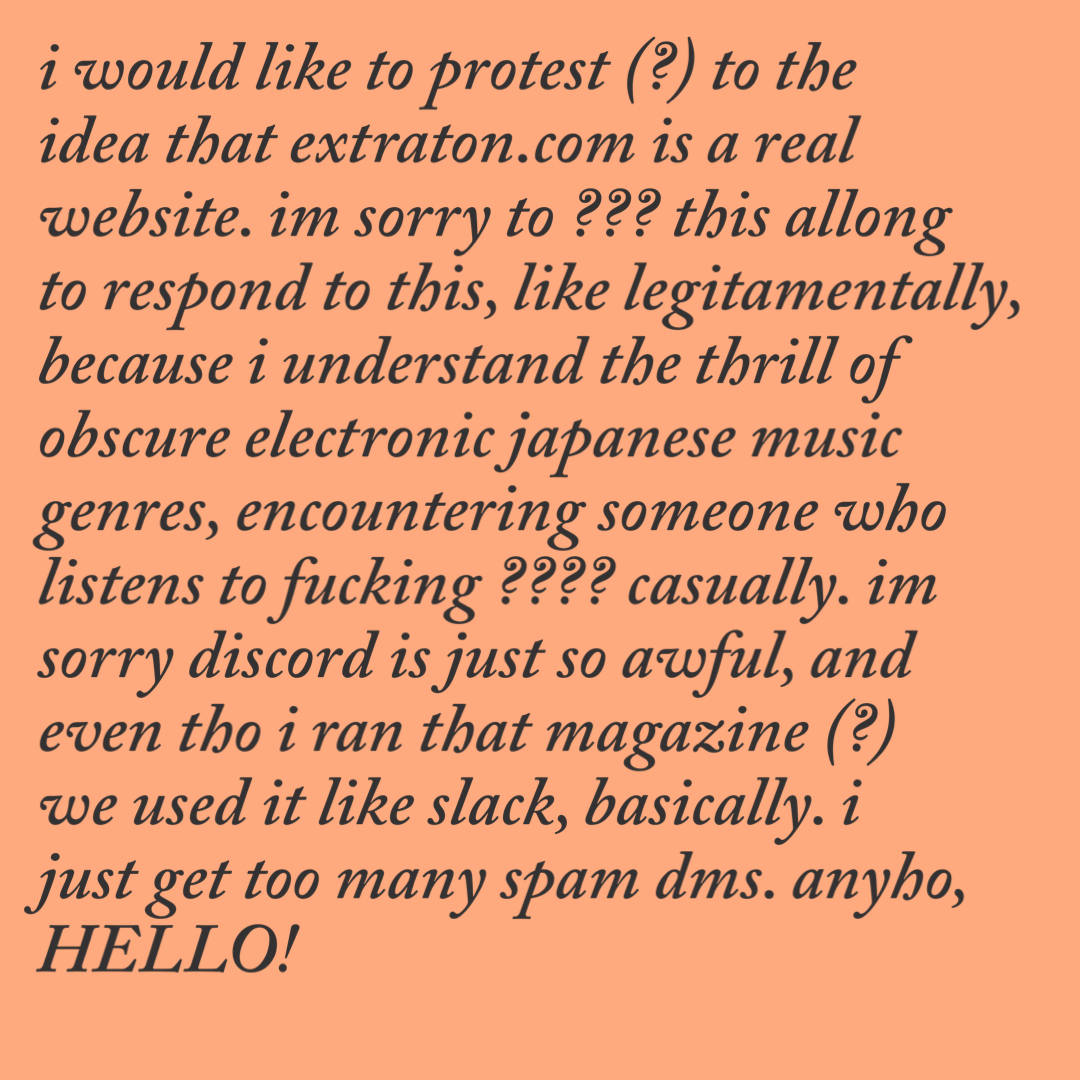 i would like to protest (?) to the
idea that extraton.com is a real
website. im sorry to ??? this allong
to respond to this, like legitamentally,
because i understand the thrill of
obscure electronic japanese music
genres, encountering someone who
listens to fucking ???? casually. im
sorry discord is just so awful, and
even tho i ran that magazine (?)
we used it like slack, basically. i
just get too many spam dms. anyho,
HELLO!